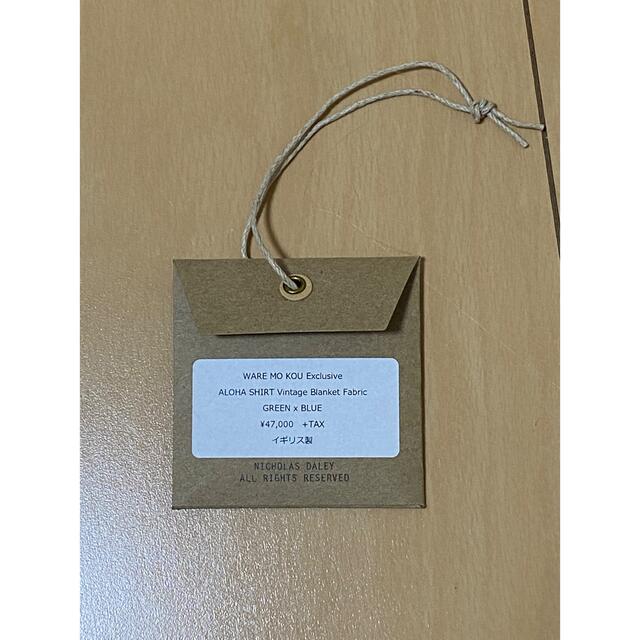 WARE MO KOU Exclusive
ALOHA SHIRT Vintage Blanket Fabric
GREEN x BLUE
¥47,000 +TAX
イギリス製
NICHOLAS DALEY
ALL RIGHTS RESERVED